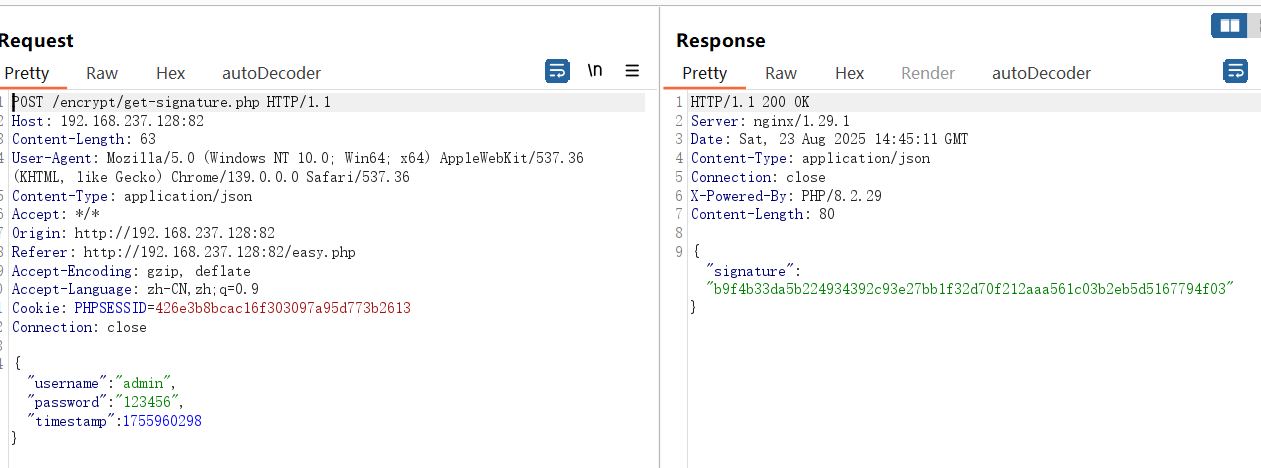 Request
Pretty Raw Hex autoDecoder \n
1 POST /encrypt/get-signature.php HTTP/1.1
2 Host: 192.168.237.128:82
3 Content-Length: 63
4 User-Agent: Mozilla/5.0 (Windows NT 10.0; Win64; x64) AppleWebKit/537.36
(KHTML, like Gecko) Chrome/139.0.0.0 Safari/537.36
5 Content-Type: application/json
6 Accept: */*
7 Origin: http://192.168.237.128:82
8 Referer: http://192.168.237.128:82/easy.php
9 Accept-Encoding: gzip, deflate
0 Accept-Language: zh-CN,zh;q=0.9
1 Cookie: PHPSESSID=426e3b8bcac16f303097a95d773b2613
2 Connection: close
3
4 {
"username":"admin",
"password":"123456",
"timestamp":1755960298
}
Response
Pretty Raw Hex Render autoDecoder
1 HTTP/1.1 200 OK
2 Server: nginx/1.29.1
3 Date: Sat, 23 Aug 2025 14:45:11 GMT
4 Content-Type: application/json
5 Connection: close
6 X-Powered-By: PHP/8.2.29
7 Content-Length: 80
8
9 {
"signature":
"b9f4b33da5b224934392c93e27bb1f32d70f212aaa561c03b2eb5d5167794f03"
}